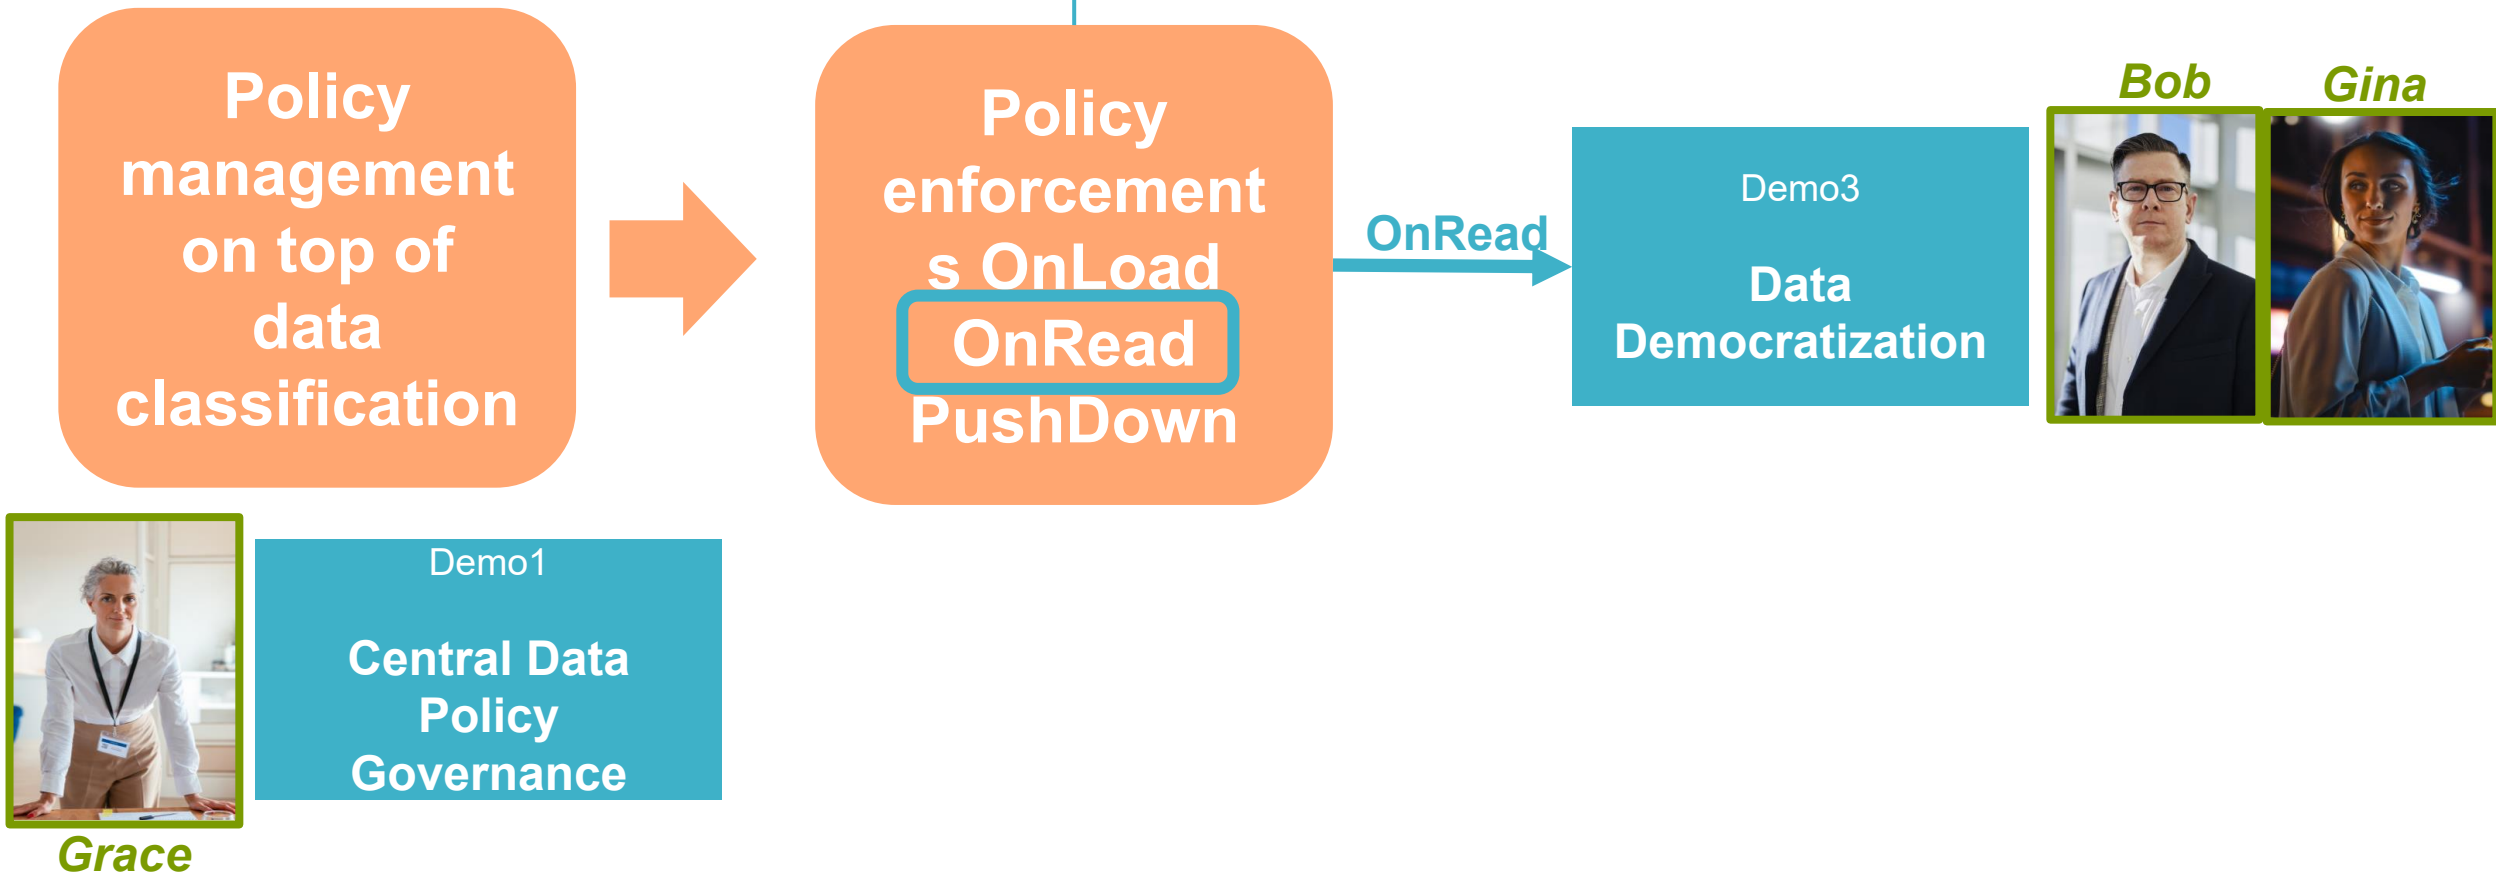 Policy
management
on top of
data
classification
Policy
enforcement
s OnLoad
OnRead
PushDown
OnRead
Demo3
Data
Democratization
Bob
Gina
Demo1
Central Data
Policy
Governance
Grace